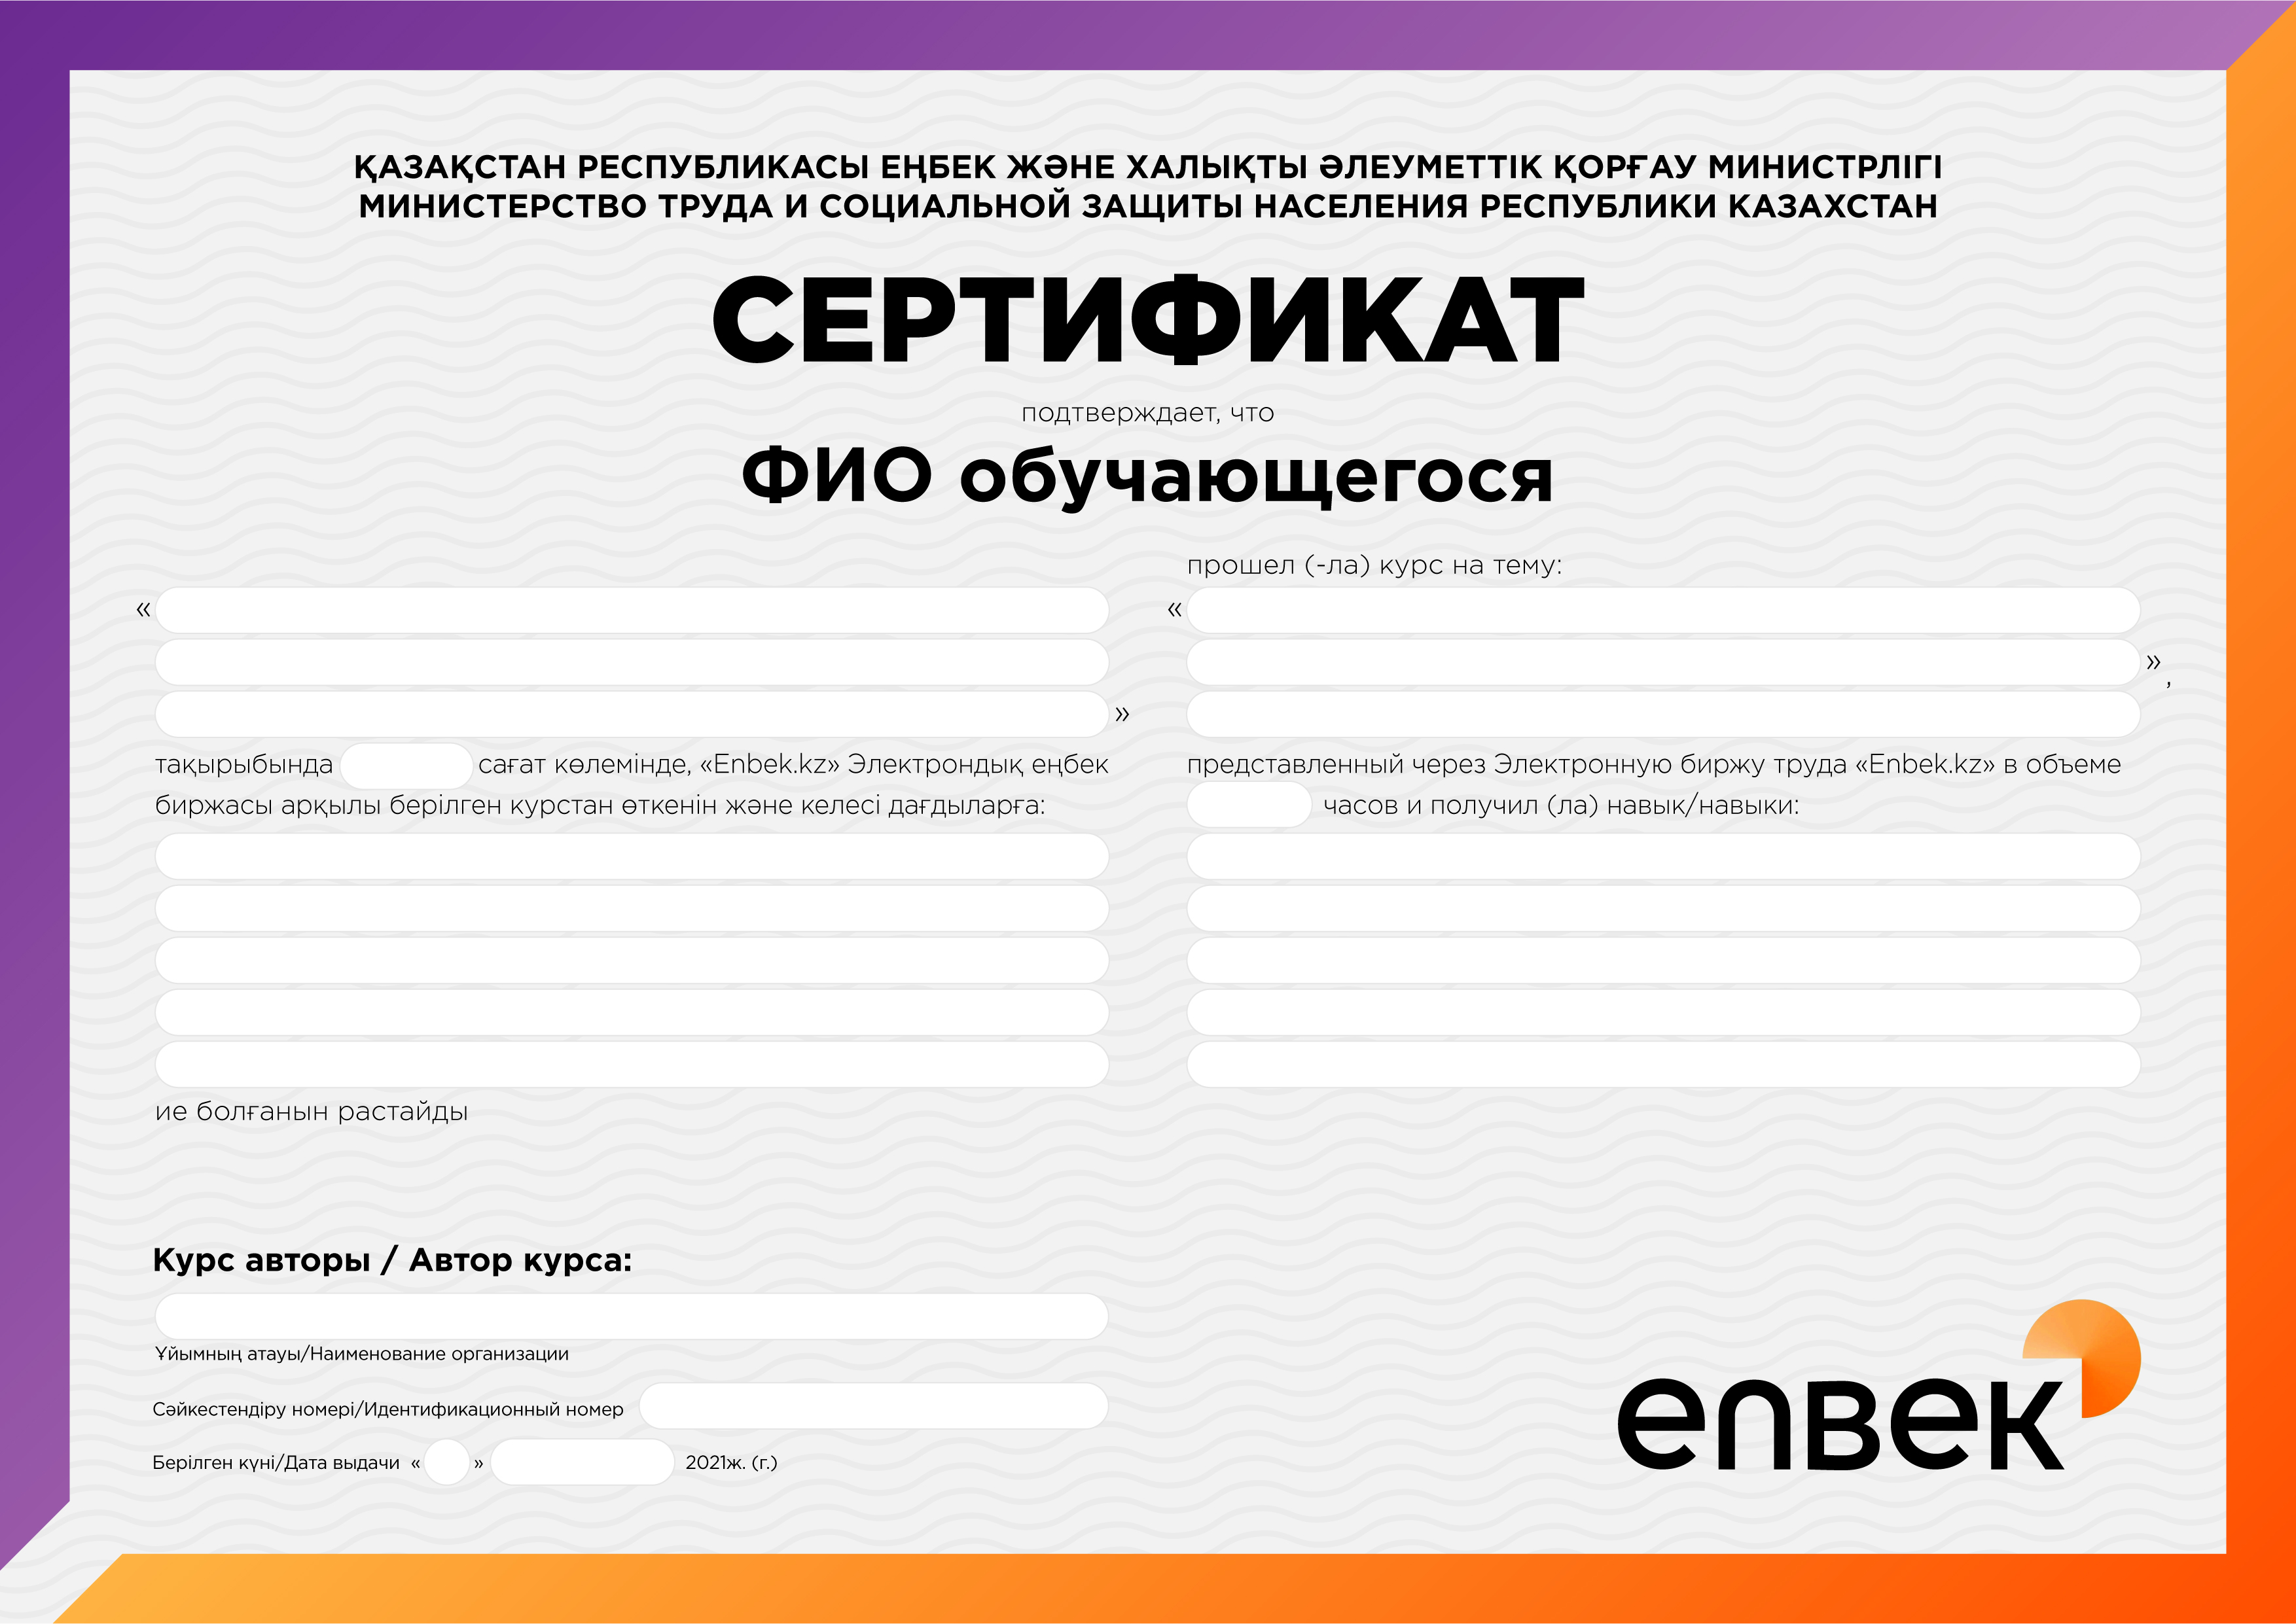 ҚАЗАҚСТАН РЕСПУБЛИКАСЫ ЕҢБЕК ЖӘНЕ ХАЛЫҚТЫ ӘЛЕУМЕТТІК ҚОРҒАУ МИНИСТРЛІГІ
МИНИСТЕРСТВО ТРУДА И СОЦИАЛЬНОЙ ЗАЩИТЫ НАСЕЛЕНИЯ РЕСПУБЛИКИ КАЗАХСТАН
СЕРТИФИКАТ
подтверждает, что
ФИО обучающегося
«
»
тақырыбында сағат көлемінде, «Enbek.kz» Электрондық еңбек
биржасы арқылы берілген курстан өткенін және келесі дағдыларға:
ие болғанын растайды
прошел (-ла) курс на тему:
«
»,
представленный через Электронную биржу труда «Enbek.kz» в объеме
часов и получил (ла) навык/навыки:
Курс авторы / Автор курса:
Ұйымның атауы/Наименование организации
Сәйкестендіру номері/Идентификационный номер
Берілген күні/Дата выдачи « » 2021ж. (г.)
enbek